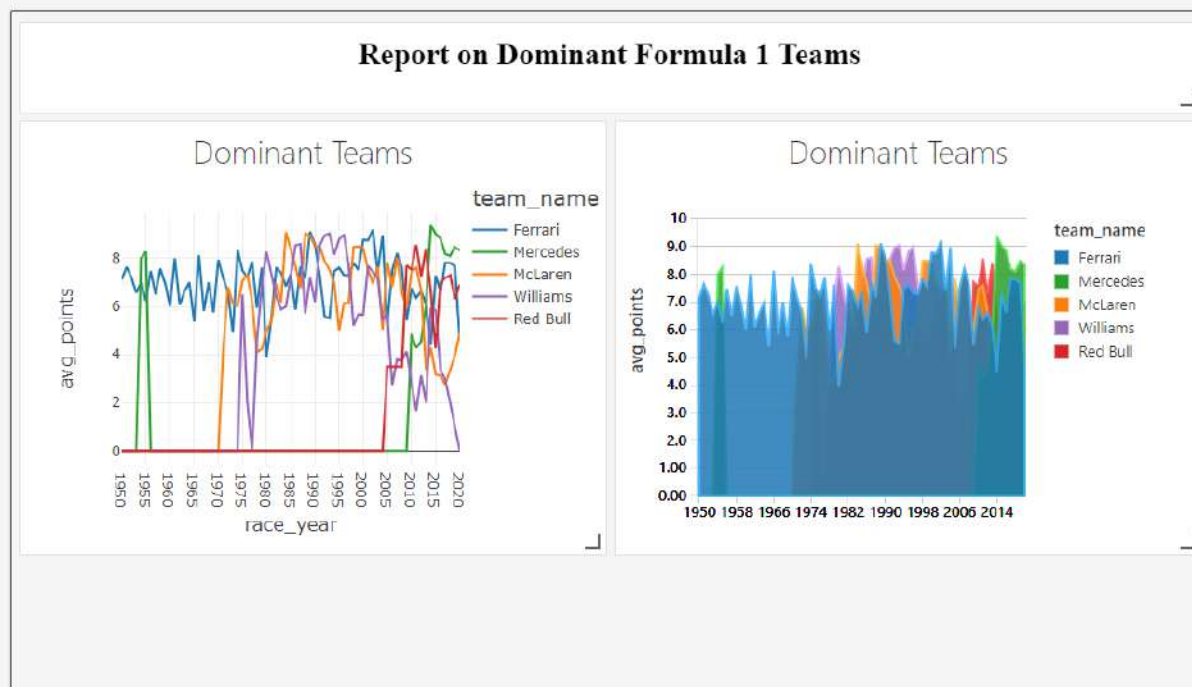 Report on Dominant Formula 1 Teams
Dominant Teams
team_name
Ferrari
Mercedes
McLaren
Williams
Red Bull
avg_points
8
6
4
2
0
1950 1955 1960 1965 1970 1975 1980 1985 1990 1995 2000 2005 2010 2015 2020
race_year
Dominant Teams
team_name
Ferrari
Mercedes
McLaren
Williams
Red Bull
avg_points
10
9.0
8.0
7.0
6.0
5.0
4.0
3.0
2.0
1.00
0.00
1950 1958 1966 1974 1982 1990 1998 2006 2014